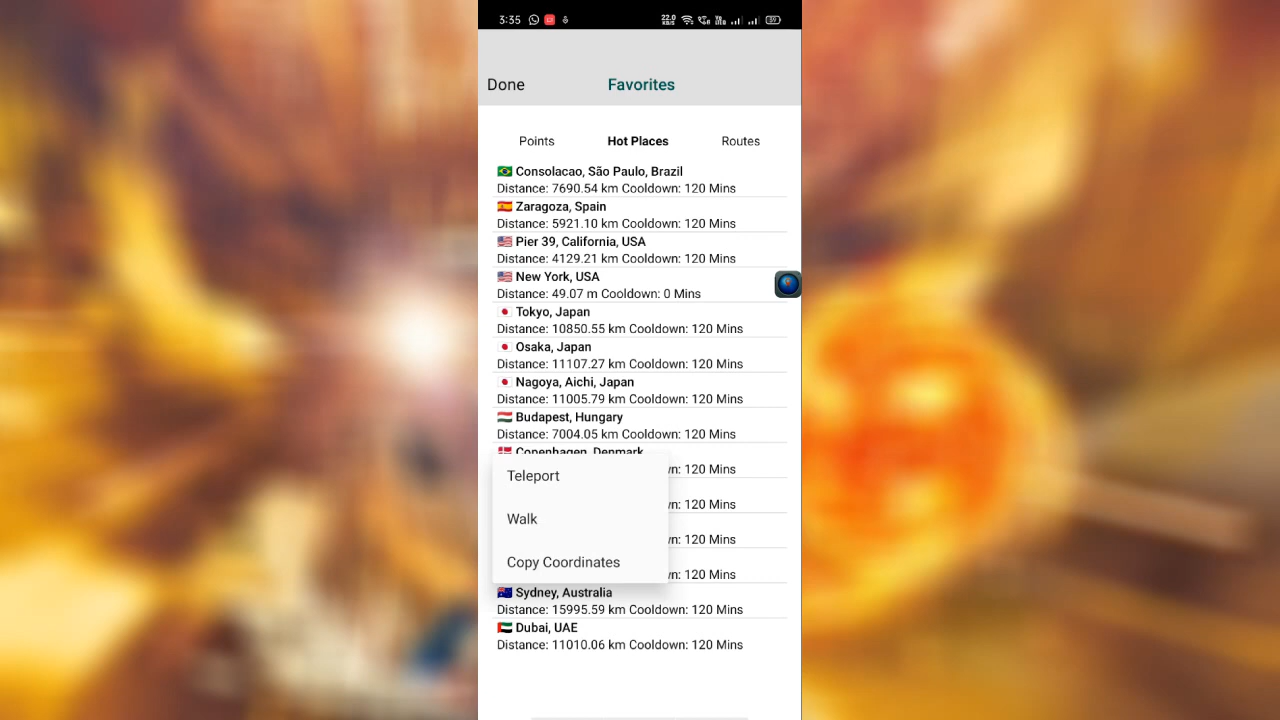 3:35
22.0 KB/S
59
Done
Favorites
Points
Hot Places
Routes
🇧🇷 Consolacao, São Paulo, Brazil
Distance: 7690.54 km Cooldown: 120 Mins
🇪🇸 Zaragoza, Spain
Distance: 5921.10 km Cooldown: 120 Mins
🇺🇸 Pier 39, California, USA
Distance: 4129.21 km Cooldown: 120 Mins
🇺🇸 New York, USA
Distance: 49.07 m Cooldown: 0 Mins
🇯🇵 Tokyo, Japan
Distance: 10850.55 km Cooldown: 120 Mins
🇯🇵 Osaka, Japan
Distance: 11107.27 km Cooldown: 120 Mins
🇯🇵 Nagoya, Aichi, Japan
Distance: 11005.79 km Cooldown: 120 Mins
🇭🇺 Budapest, Hungary
Distance: 7004.05 km Cooldown: 120 Mins
🇩🇰 Copenhagen, Denmark
wn: 120 Mins
Teleport
wn: 120 Mins
Walk
wn: 120 Mins
Copy Coordinates
wn: 120 Mins
🇦🇺 Sydney, Australia
Distance: 15995.59 km Cooldown: 120 Mins
🇦🇪 Dubai, UAE
Distance: 11010.06 km Cooldown: 120 Mins